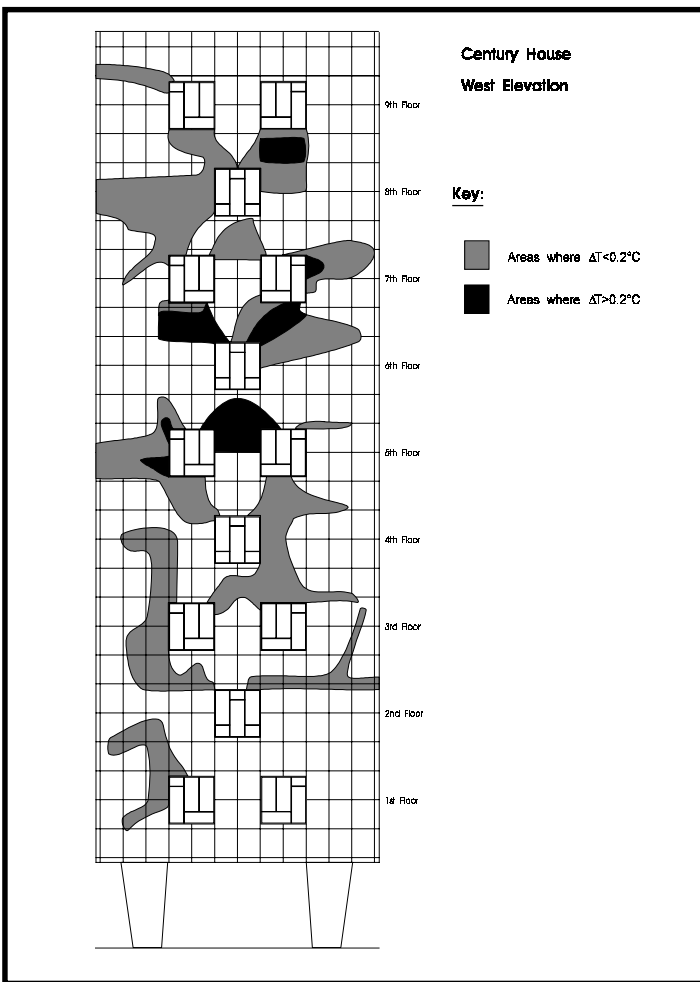 Century House
West Elevation
9th Floor
8th Floor
Key:
Areas where ΔT<0.2°C
7th Floor
Areas where ΔT>0.2°C
6th Floor
5th Floor
4th Floor
3rd Floor
2nd Floor
1st Floor